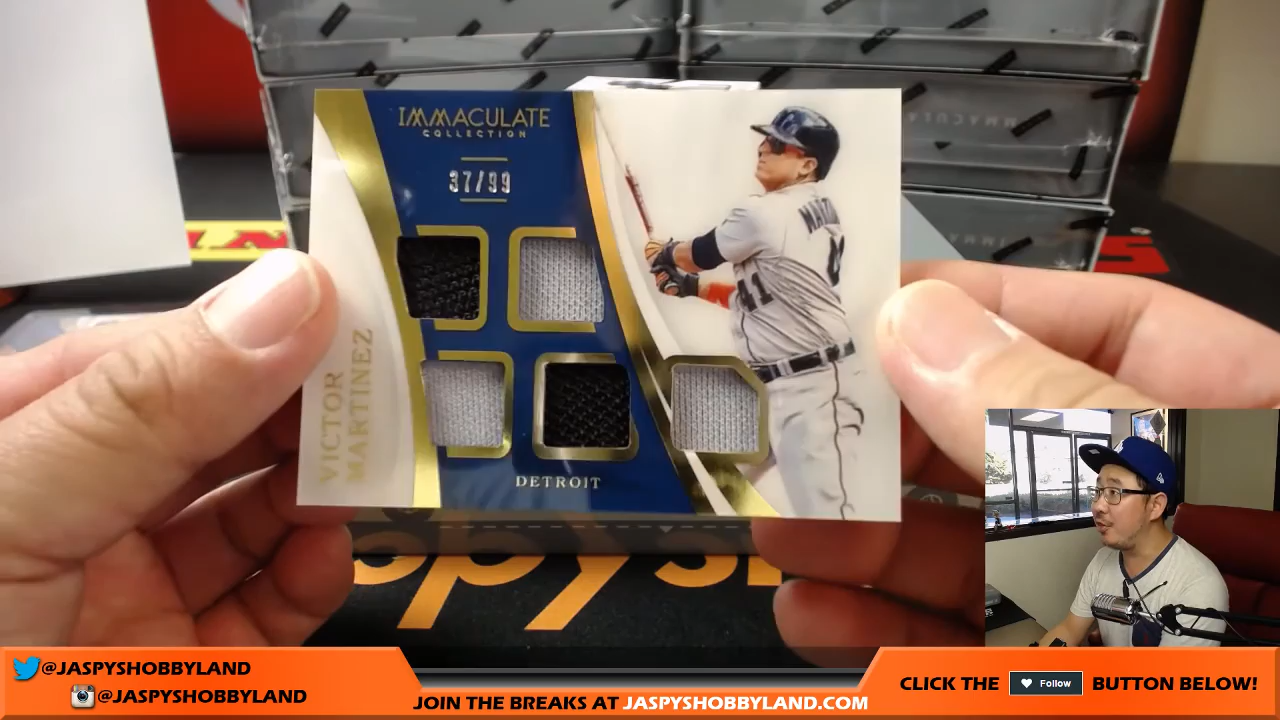 IMMACULATE
COLLECTION
37/99
VICTOR
MARTINEZ
41
DETROIT
@JASPYSHOBBYLAND
@JASPYSHOBBYLAND
JOIN THE BREAKS AT JASPYSHOBBYLAND.COM
CLICK THE Follow BUTTON BELOW!